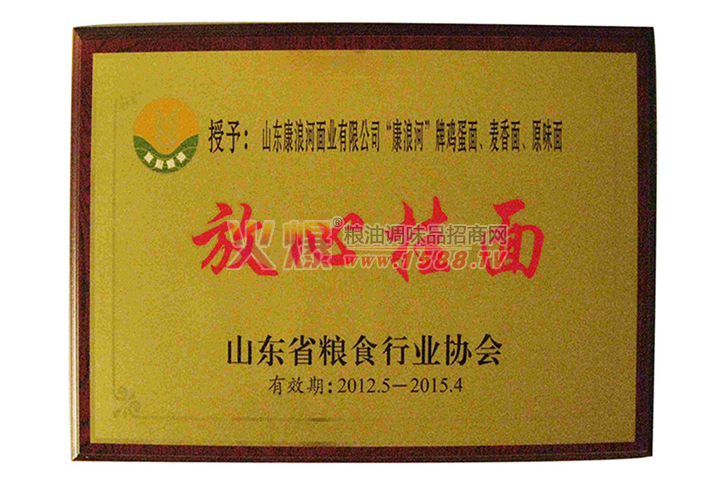 授予：山东康浪河面业有限公司“康浪河”牌鸡蛋面、麦香面、原味面
放心挂面
火爆®粮油调味品招商网
www.1588.TV
山东省粮食行业协会
有效期：2012.5—2015.4